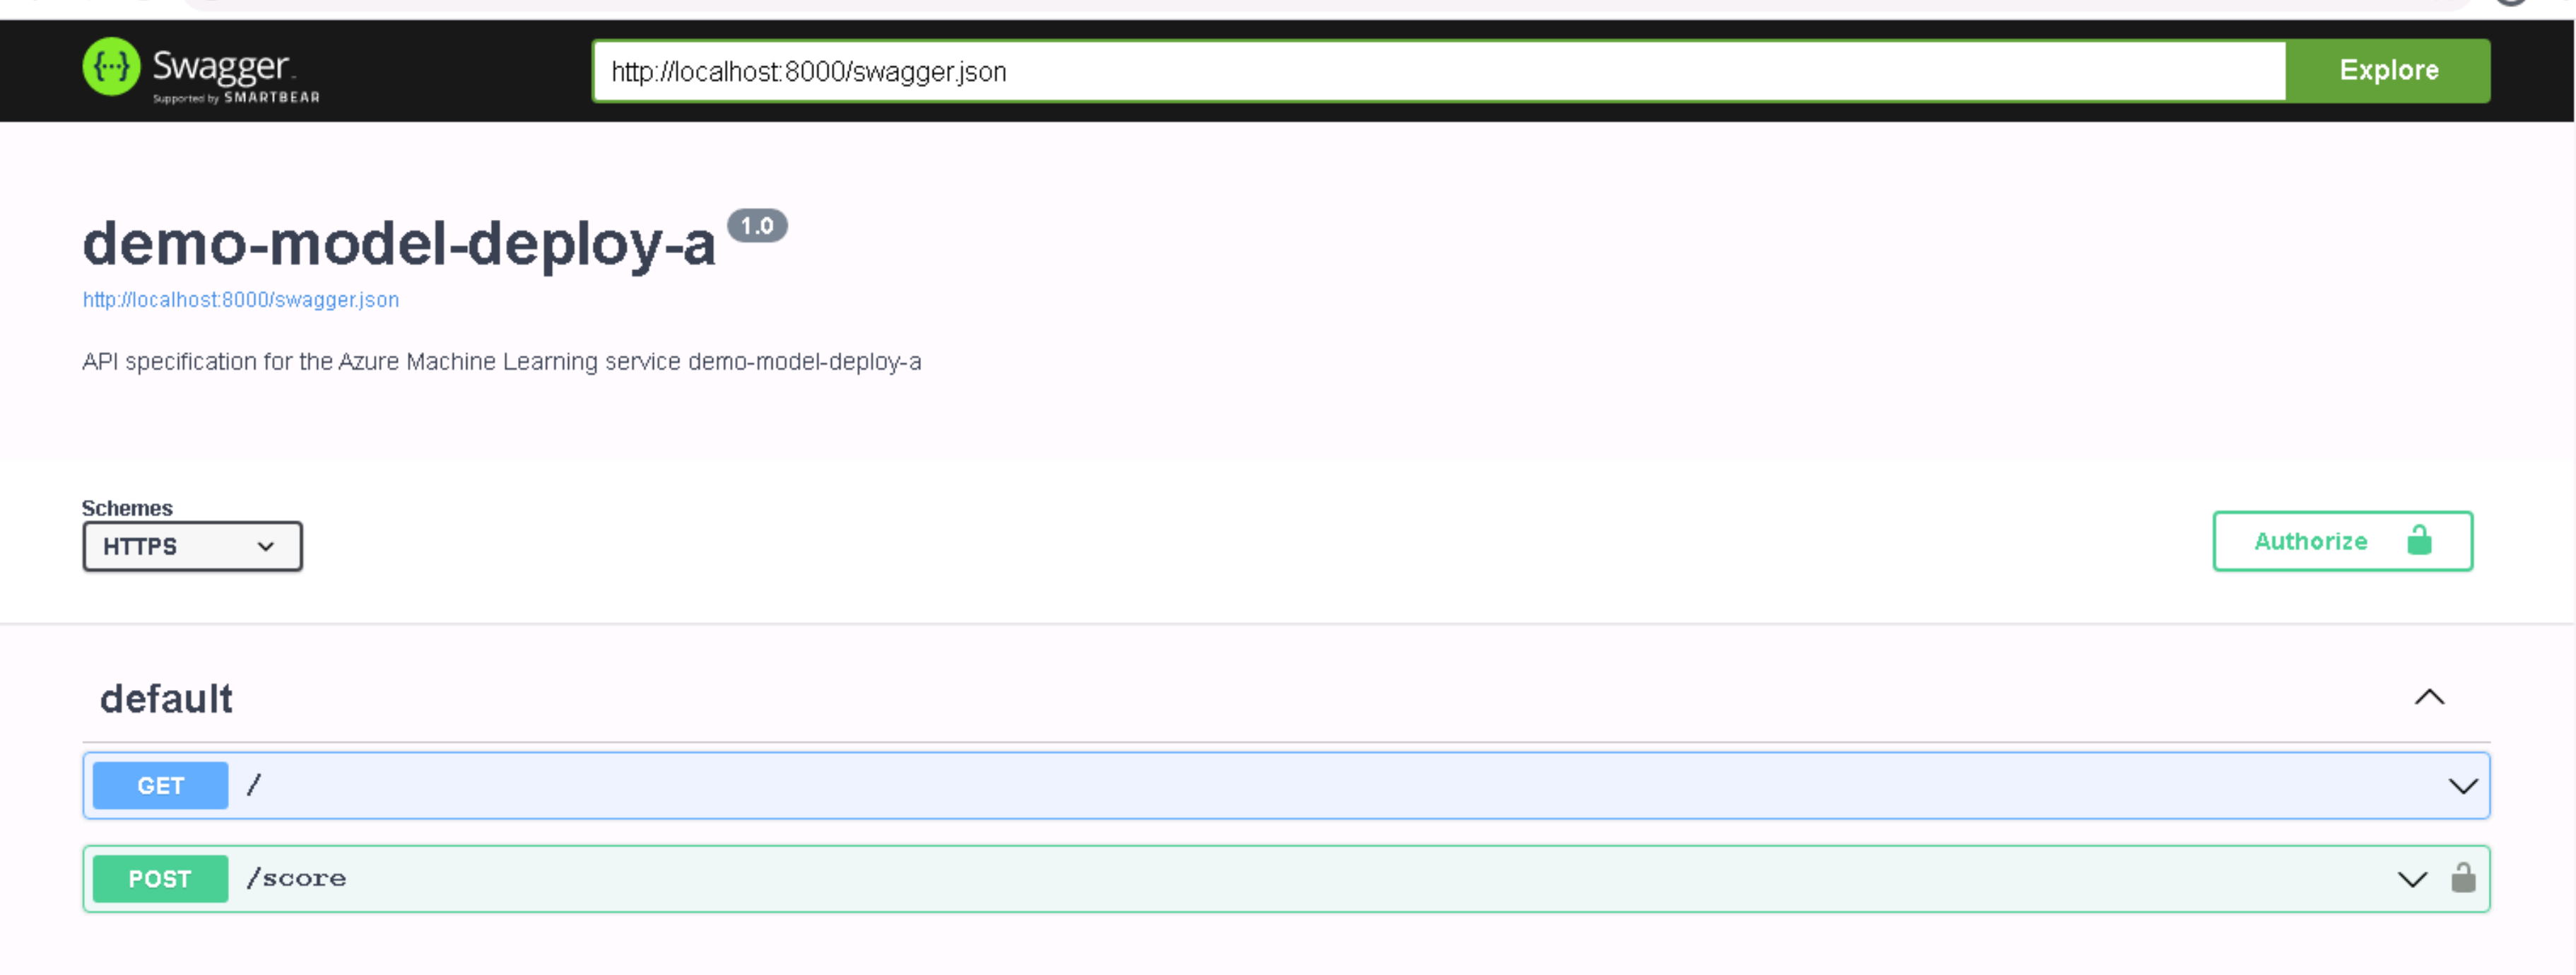 Swagger
Supported by SMARTBEAR
http://localhost:8000/swagger.json
Explore
demo-model-deploy-a 1.0
http://localhost:8000/swagger.json
API specification for the Azure Machine Learning service demo-model-deploy-a
Schemes
HTTPS
Authorize
default
GET /
POST /score